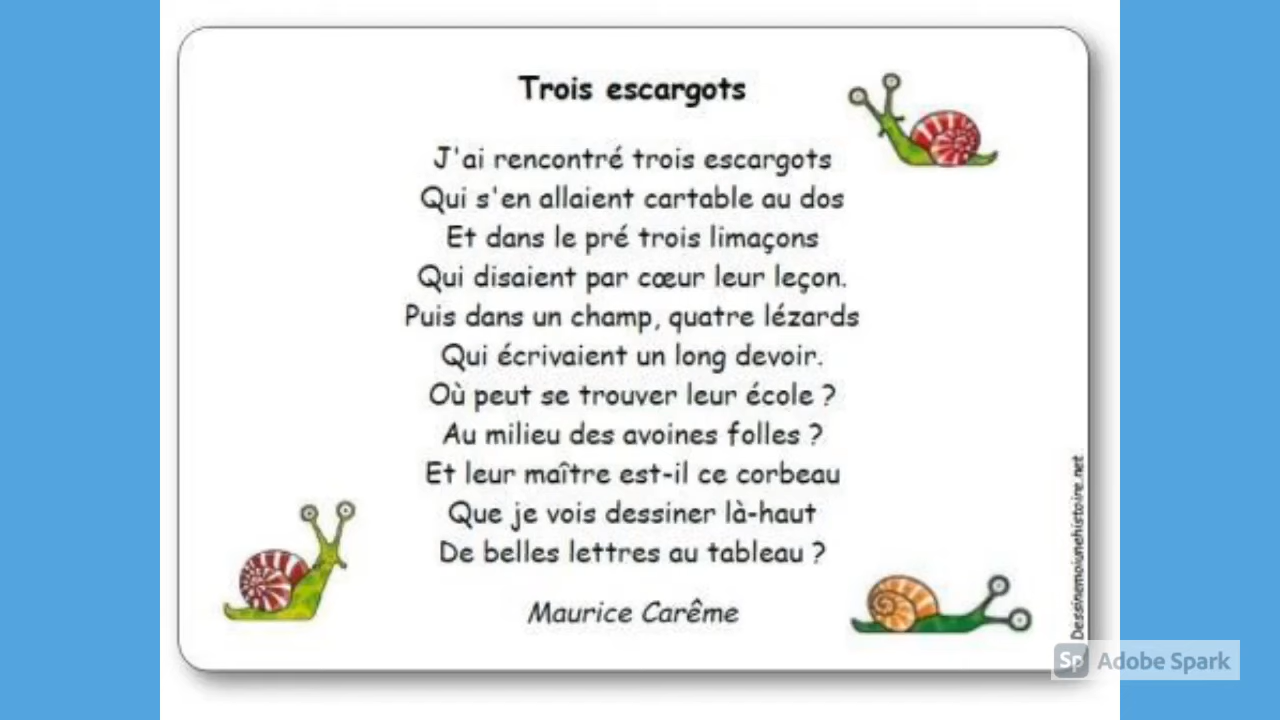 Trois escargots
J'ai rencontré trois escargots
Qui s'en allaient cartable au dos
Et dans le pré trois limaçons
Qui disaient par cœur leur leçon.
Puis dans un champ, quatre lézards
Qui écrivaient un long devoir.
Où peut se trouver leur école ?
Au milieu des avoines folles ?
Et leur maître est-il ce corbeau
Que je vois dessiner là-haut
De belles lettres au tableau ?
Maurice Carême
Dessinemoiunehistoire.net
Sp Adobe Spark